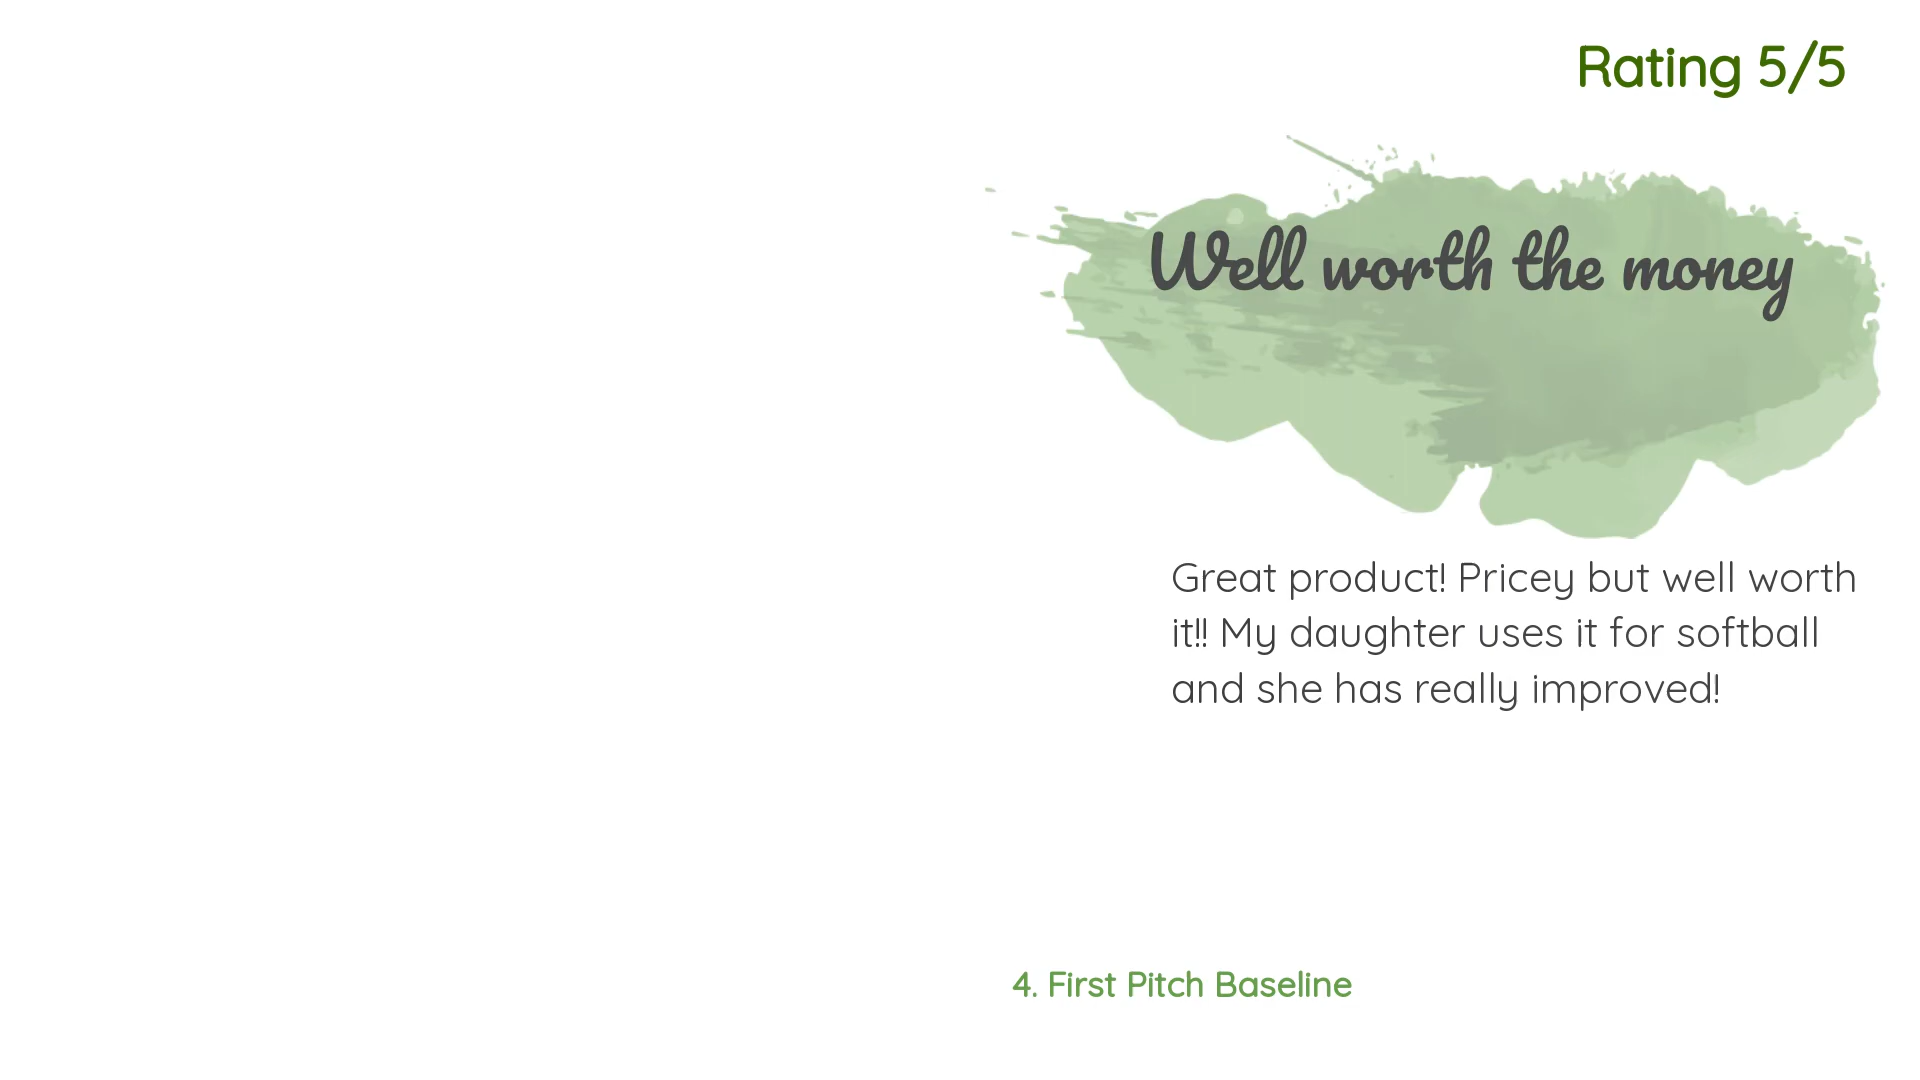 Rating 5/5
Well worth the money
Great product! Pricey but well worth
it!! My daughter uses it for softball
and she has really improved!
4. First Pitch Baseline